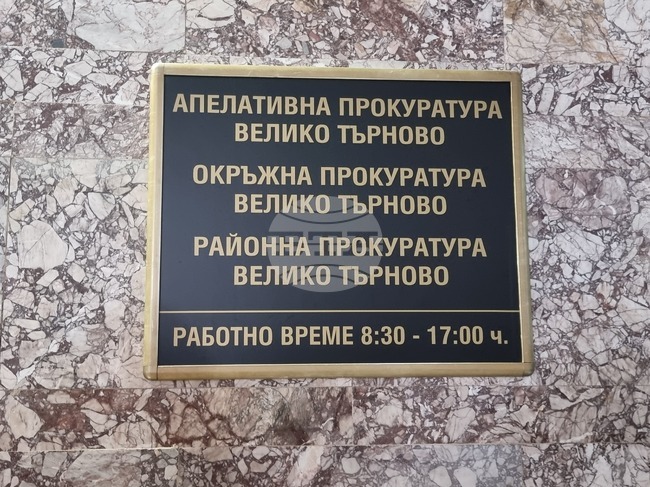 АПЕЛАТИВНА ПРОКУРАТУРА
ВЕЛИКО ТЪРНОВО
ОКРЪЖНА ПРОКУРАТУРА
ВЕЛИКО ТЪРНОВО
РАЙОННА ПРОКУРАТУРА
ВЕЛИКО ТЪРНОВО
РАБОТНО ВРЕМЕ 8:30 - 17:00 ч.